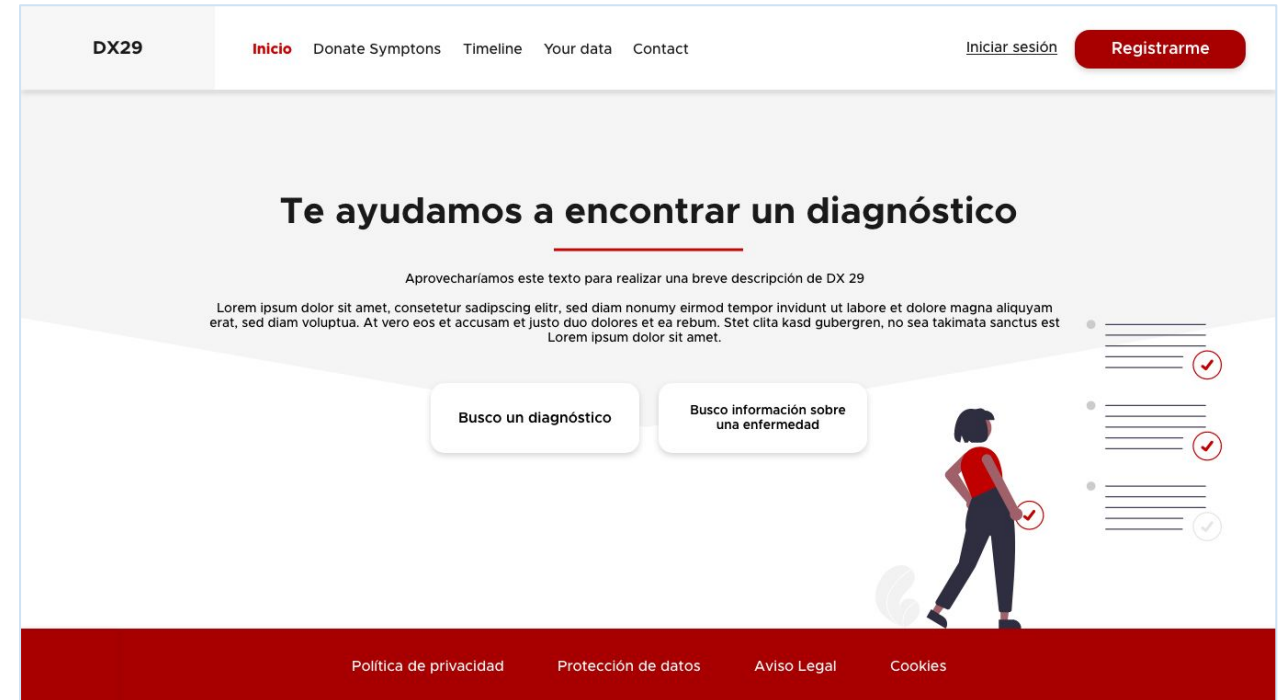 DX29
Inicio Donate Symptons Timeline Your data Contact
Iniciar sesión Registrarme
Te ayudamos a encontrar un diagnóstico
Aprovecharíamos este texto para realizar una breve descripción de DX 29
Lorem ipsum dolor sit amet, consetetur sadipscing elitr, sed diam nonumy eirmod tempor invidunt ut labore et dolore magna aliquyam
erat, sed diam voluptua. At vero eos et accusam et justo duo dolores et ea rebum. Stet clita kasd gubergren, no sea takimata sanctus est
Lorem ipsum dolor sit amet.
Busco un diagnóstico
Busco información sobre
una enfermedad
Política de privacidad Protección de datos Aviso Legal Cookies